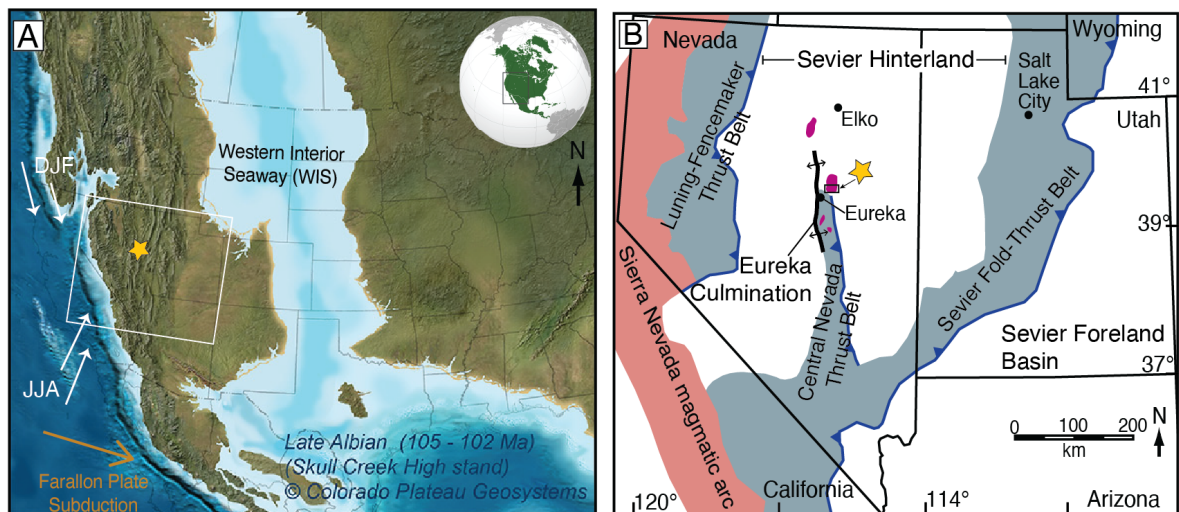 A
DJF
Western Interior
Seaway (WIS)
N
JJA
Late Albian (105 - 102 Ma)
(Skull Creek High stand)
© Colorado Plateau Geosystems
Farallon Plate
Subduction
B
Nevada
Wyoming
Sevier Hinterland
Salt
Lake
City
41°
Utah
Elko
Luning-Fencemaker
Thrust Belt
Eureka
39°
Eureka
Culmination
Sierra Nevada magmatic arc
Central Nevada
Thrust Belt
Sevier Fold-Thrust Belt
Sevier Foreland
Basin
37°
0 100 200
km
N
California
120°
114°
Arizona